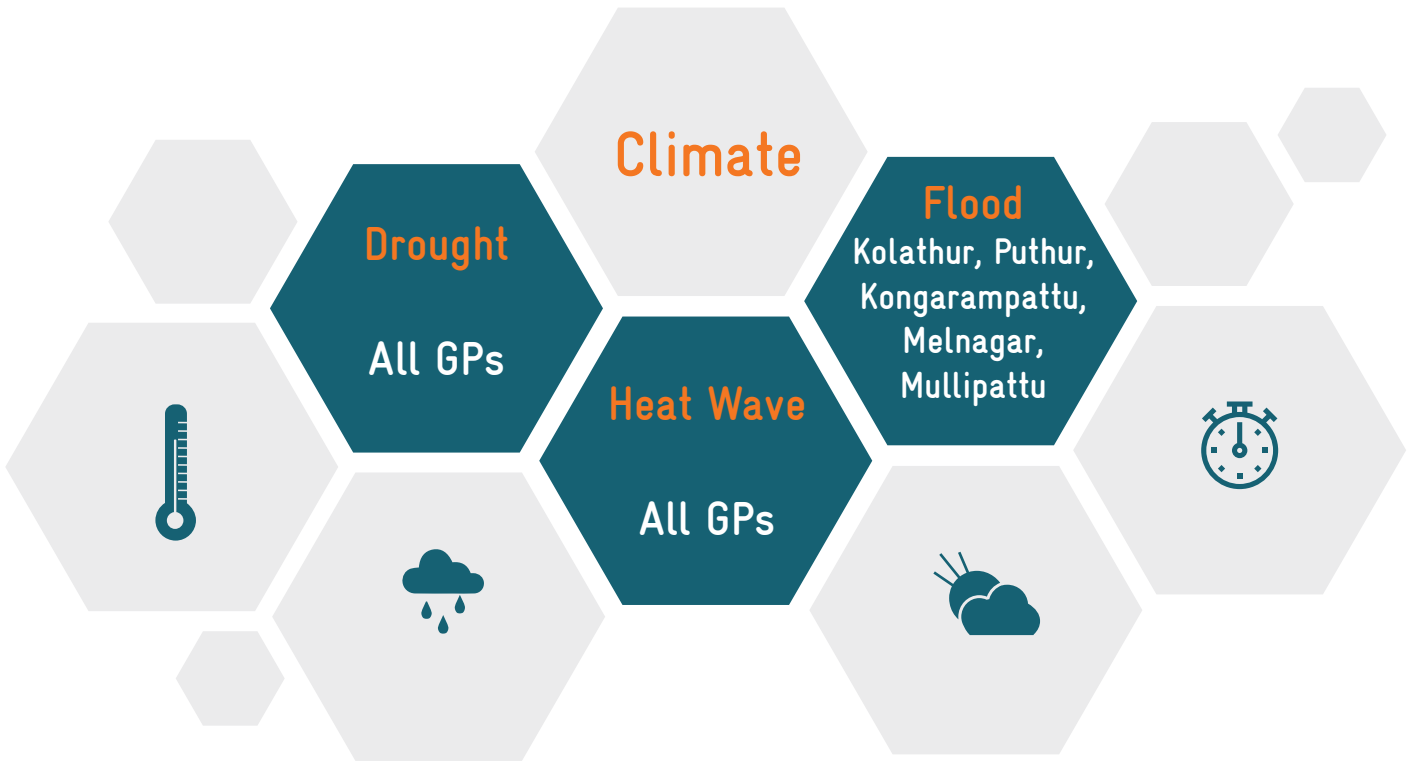 Climate
Drought
All GPs
Heat Wave
All GPs
Flood
Kolathur, Puthur,
Kongarampattu,
Melnagar,
Mullipattu